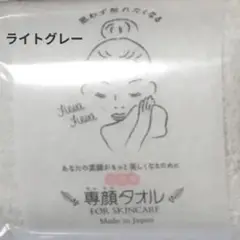 思わず触れたくなる
ライトグレー
Fuwa
Fuwa
あなたの素顔がもっと美しくなるために
専顔タオル
FOR SKINCARE
Made in Japan